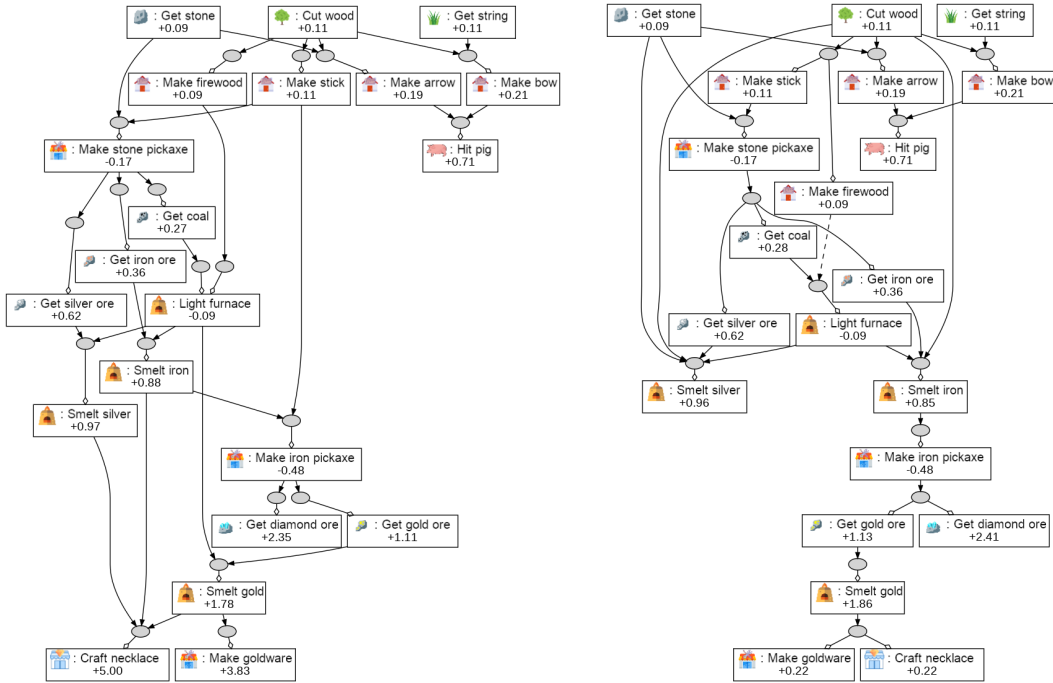 : Get stone
+0.09
: Cut wood
+0.11
: Get string
+0.11
: Make firewood
+0.09
: Make stick
+0.11
: Make arrow
+0.19
: Make bow
+0.21
: Make stone pickaxe
-0.17
: Hit pig
+0.71
: Get coal
+0.27
: Get iron ore
+0.36
: Get silver ore
+0.62
: Light furnace
-0.09
: Smelt iron
+0.88
: Smelt silver
+0.97
: Make iron pickaxe
-0.48
: Get diamond ore
+2.35
: Get gold ore
+1.11
: Smelt gold
+1.78
: Craft necklace
+5.00
: Make goldware
+3.83
: Get stone
+0.09
: Cut wood
+0.11
: Get string
+0.11
: Make stick
+0.11
: Make arrow
+0.19
: Make bow
+0.21
: Make stone pickaxe
-0.17
: Hit pig
+0.71
: Make firewood
+0.09
: Get coal
+0.28
: Get iron ore
+0.36
: Get silver ore
+0.62
: Light furnace
-0.09
: Smelt silver
+0.96
: Smelt iron
+0.85
: Make iron pickaxe
-0.48
: Get gold ore
+1.13
: Get diamond ore
+2.41
: Smelt gold
+1.86
: Make goldware
+0.22
: Craft necklace
+0.22